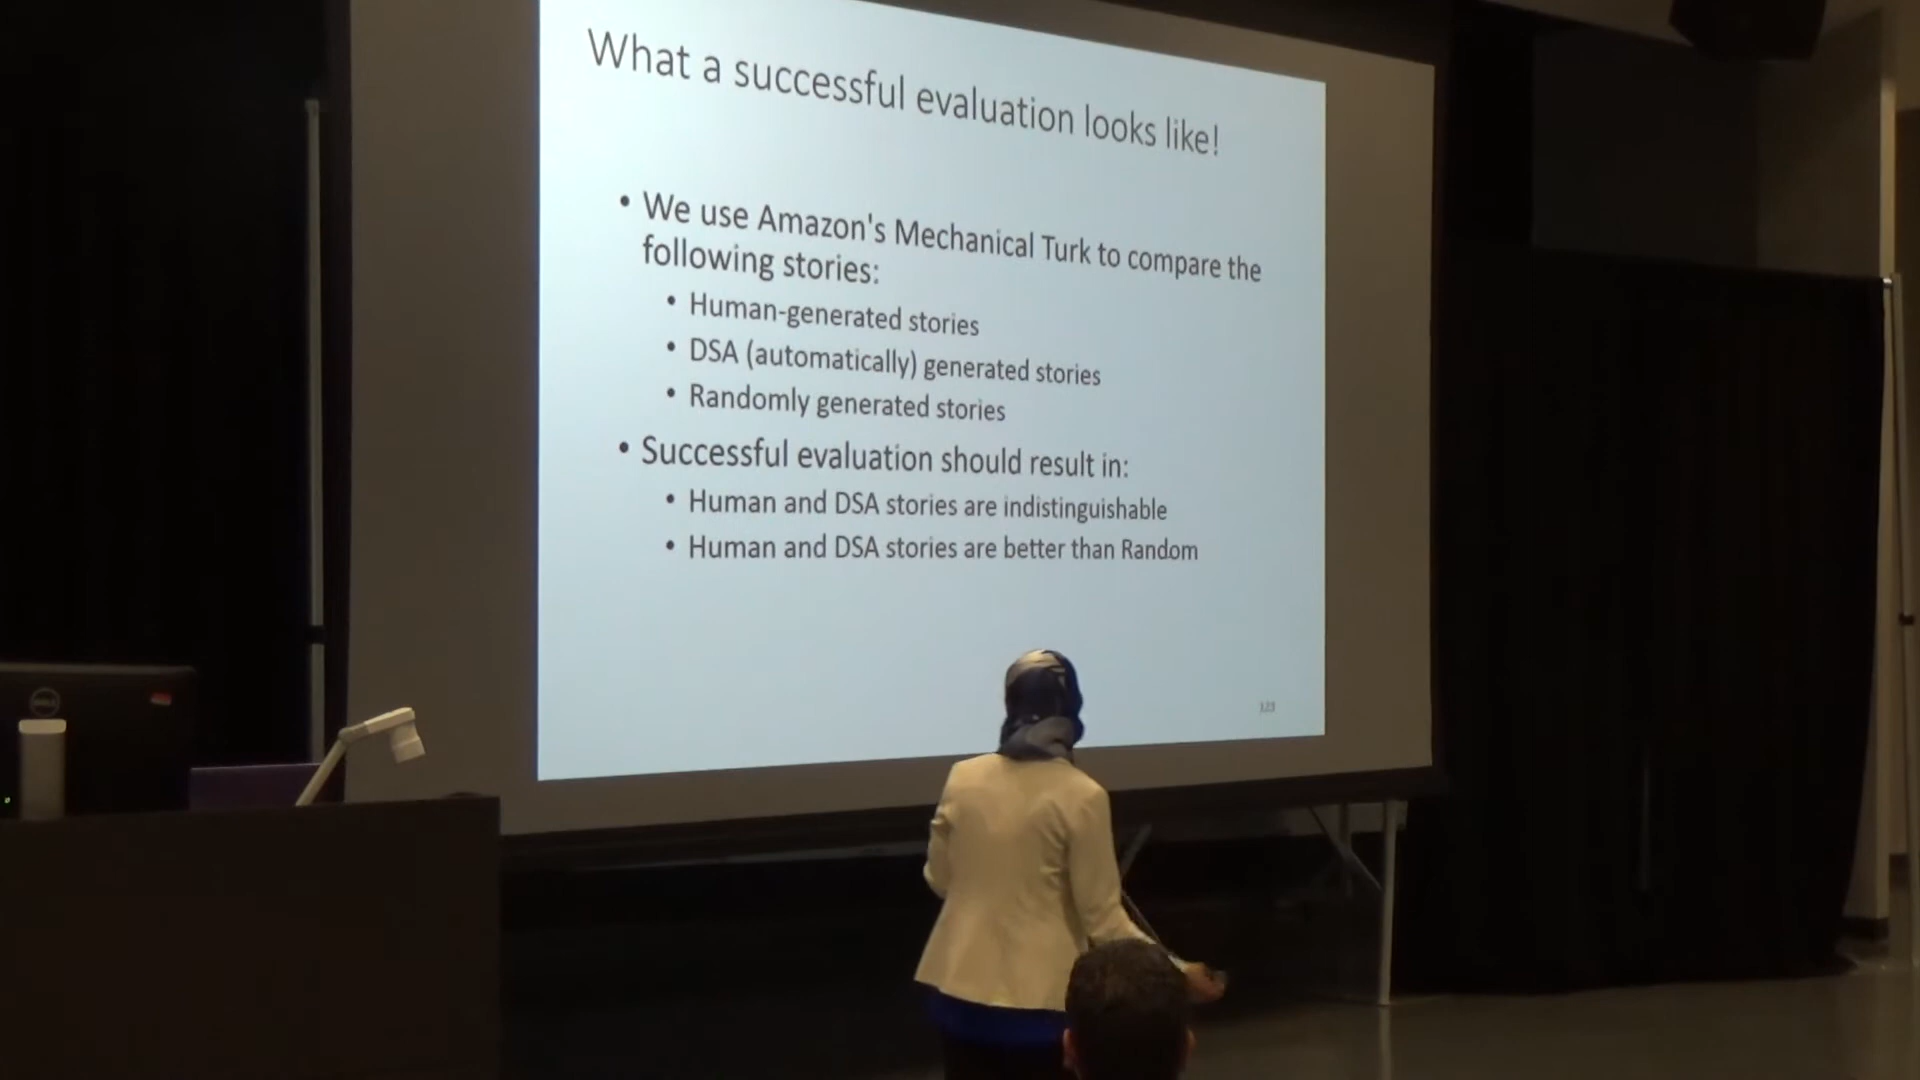 What a successful evaluation looks like!
• We use Amazon's Mechanical Turk to compare the
following stories:
• Human-generated stories
• DSA (automatically) generated stories
• Randomly generated stories
• Successful evaluation should result in:
• Human and DSA stories are indistinguishable
• Human and DSA stories are better than Random
DELL